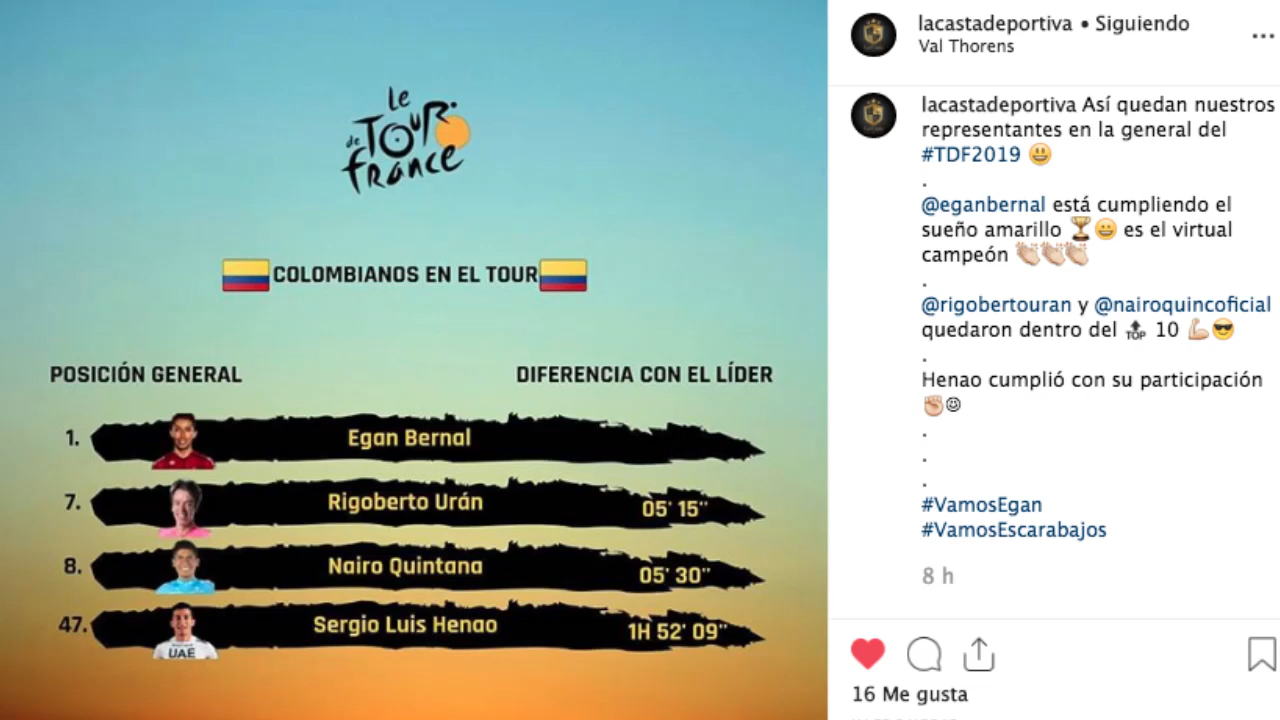 Le
de TOUR
france
COLOMBIANOS EN EL TOUR
POSICIÓN GENERAL
DIFERENCIA CON EL LÍDER
1. Egan Bernal
7. Rigoberto Urán 05' 15"
8. Nairo Quintana 05' 30"
47. Sergio Luis Henao 1H 52' 09"
UAE
lacastadeportiva • Siguiendo
Val Thorens
lacastadeportiva Así quedan nuestros
representantes en la general del
#TDF2019 😃
.
@eganbernal está cumpliendo el
sueño amarillo 🏆😀 es el virtual
campeón 👏🏻👏🏻👏🏻
.
@rigobertouran y @nairoquincoficial
quedaron dentro del 🔝 10 💪🏻😎
.
Henao cumplió con su participación
✊🏻☺
.
.
.
#VamosEgan
#VamosEscarabajos
8 h
16 Me gusta